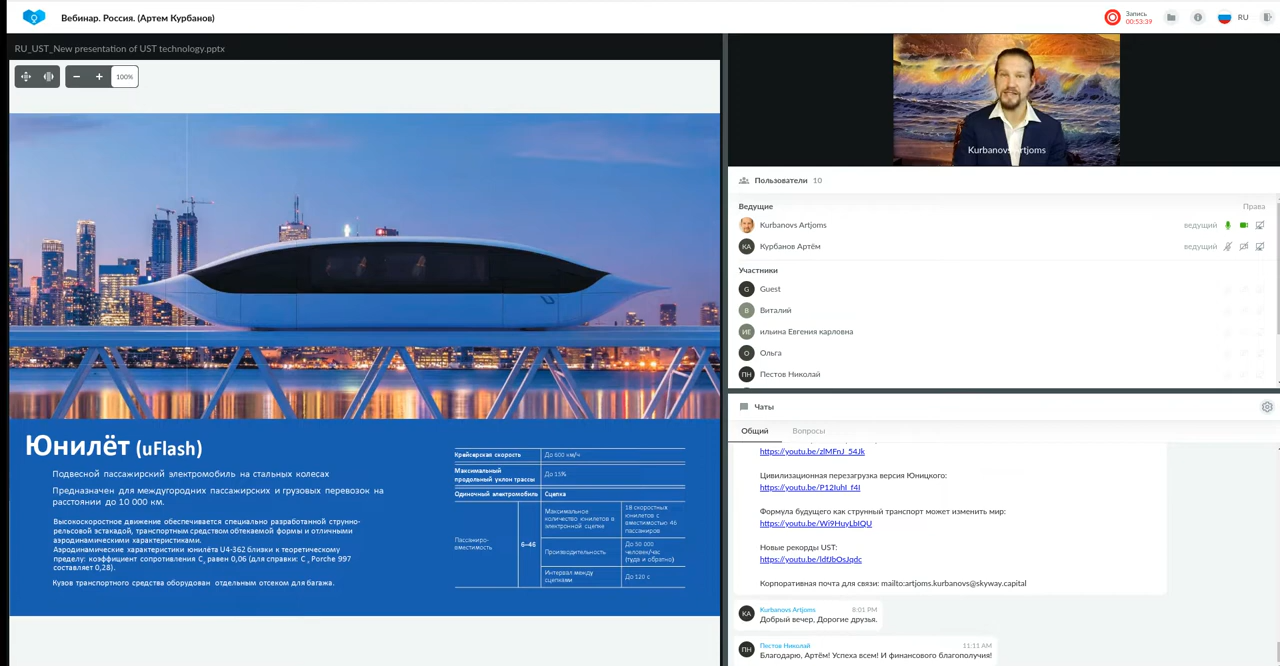 Вебинар. Россия. (Артем Курбанов)
Запись
00:53:39
RU
RU_UST_New presentation of UST technology.pptx
100%
Юнилёт (uFlash)
Подвесной пассажирский электромобиль на стальных колесах
Предназначен для междугородних пассажирских и грузовых перевозок на
расстоянии до 10 000 км.
Высокоскоростное движение обеспечивается специально разработанной струнно-
рельсовой эстакадой, транспортным средством обтекаемой формы и отличными
аэродинамическими характеристиками.
Аэродинамические характеристики юнилёта U4-362 близки к теоретическому
пределу: коэффициент сопротивления Cx равен 0,06 (для справки: Cx Porche 997
составляет 0,28).
Кузов транспортного средства оборудован отдельным отсеком для багажа.
Крейсерская скорость До 600 км/ч
Максимальный
продольный уклон трассы До 15%
Одиночный электромобиль Сцепка
Пассажиро-
вместимость
6–46
Максимальное
количество юнилетов в
электронной сцепке
18 скоростных
юнилетов с
вместимостью 46
пассажиров
Производительность
До 50 000
человек/час
(туда и обратно)
Интервал между
сцепками
До 120 с
Kurbanovs Artjoms
Пользователи 10
Ведущие Права
Kurbanovs Artjoms ведущий
КА Курбанов Артём ведущий
Участники
G Guest
В Виталий
ИЕ ильина Евгения карловна
О Ольга
ПН Пестов Николай
Чаты
Общий Вопросы
https://youtu.be/zlMFnJ_54Jk
Цивилизационная перезагрузка версия Юницкого:
https://youtu.be/P12IuhI_f4I
Формула будущего как струнный транспорт может изменить мир:
https://youtu.be/Wi9HuyLbIQU
Новые рекорды UST:
https://youtu.be/ldfJbOsJqdc
Корпоративная почта для связи: mailto:artjoms.kurbanovs@skyway.capital
КА Kurbanovs Artjoms 8:01 PM
Добрый вечер, Дорогие друзья.
ПН Пестов Николай 11:11 AM
Благодарю, Артём! Успеха всем! И финансового благополучия!